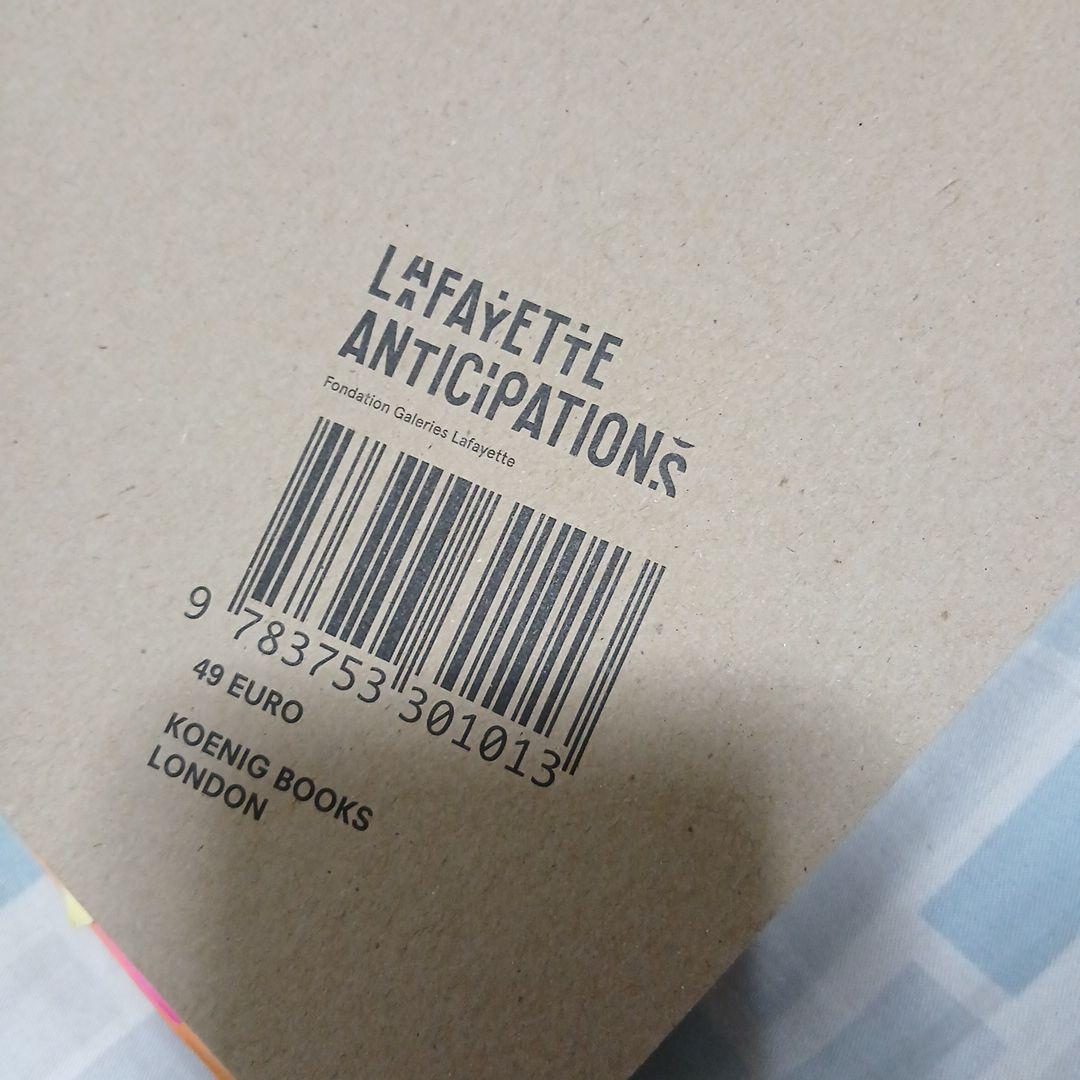 LAFAYETTE
ANTICIPATIONS
Fondation Galeries Lafayette
9 783753 301013
49 EURO
KOENIG BOOKS
LONDON